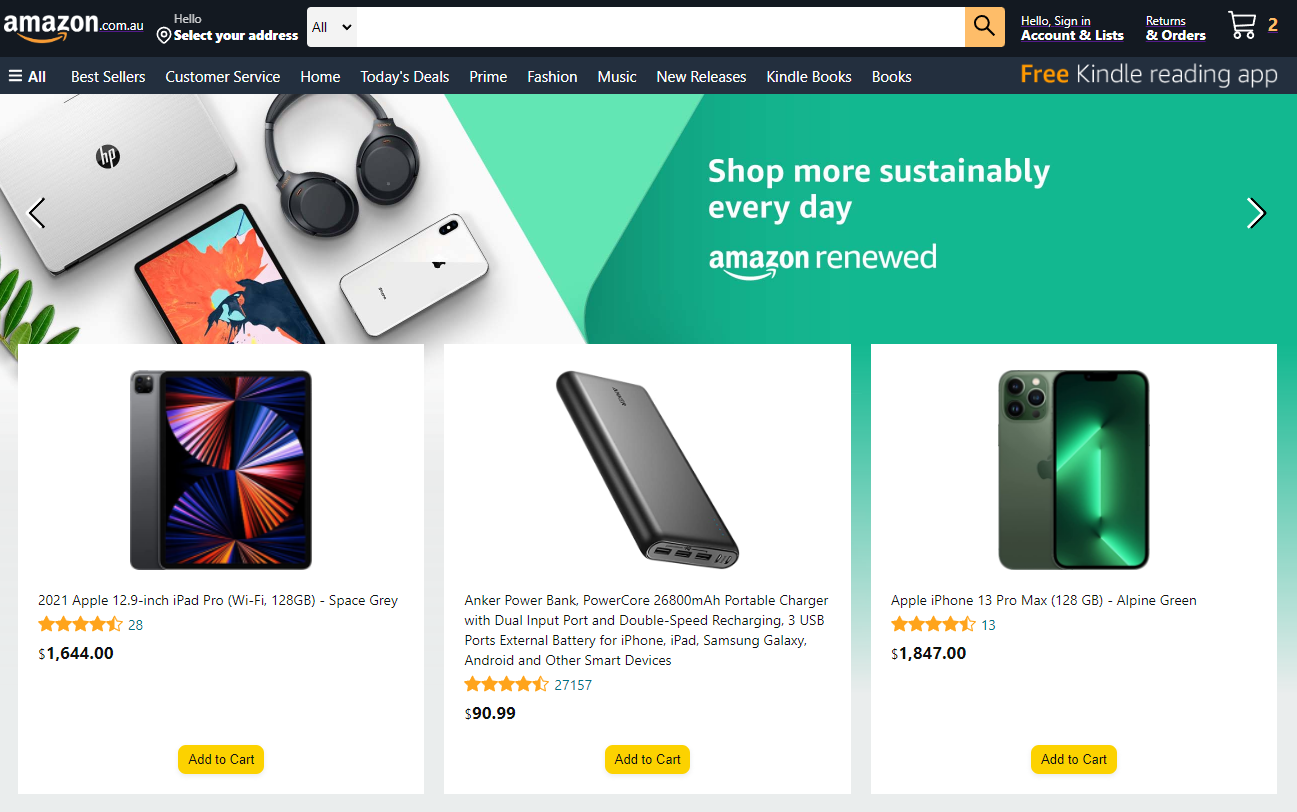 amazon.com.au
Hello
Select your address
All
Hello, Sign in
Account & Lists
Returns
& Orders
2
All
Best Sellers
Customer Service
Home
Today's Deals
Prime
Fashion
Music
New Releases
Kindle Books
Books
Free Kindle reading app
hp
Shop more sustainably
every day
amazon renewed
ANKER
2021 Apple 12.9-inch iPad Pro (Wi-Fi, 128GB) - Space Grey
28
$1,644.00
Add to Cart
Anker Power Bank, PowerCore 26800mAh Portable Charger
with Dual Input Port and Double-Speed Recharging, 3 USB
Ports External Battery for iPhone, iPad, Samsung Galaxy,
Android and Other Smart Devices
27157
$90.99
Add to Cart
Apple iPhone 13 Pro Max (128 GB) - Alpine Green
13
$1,847.00
Add to Cart